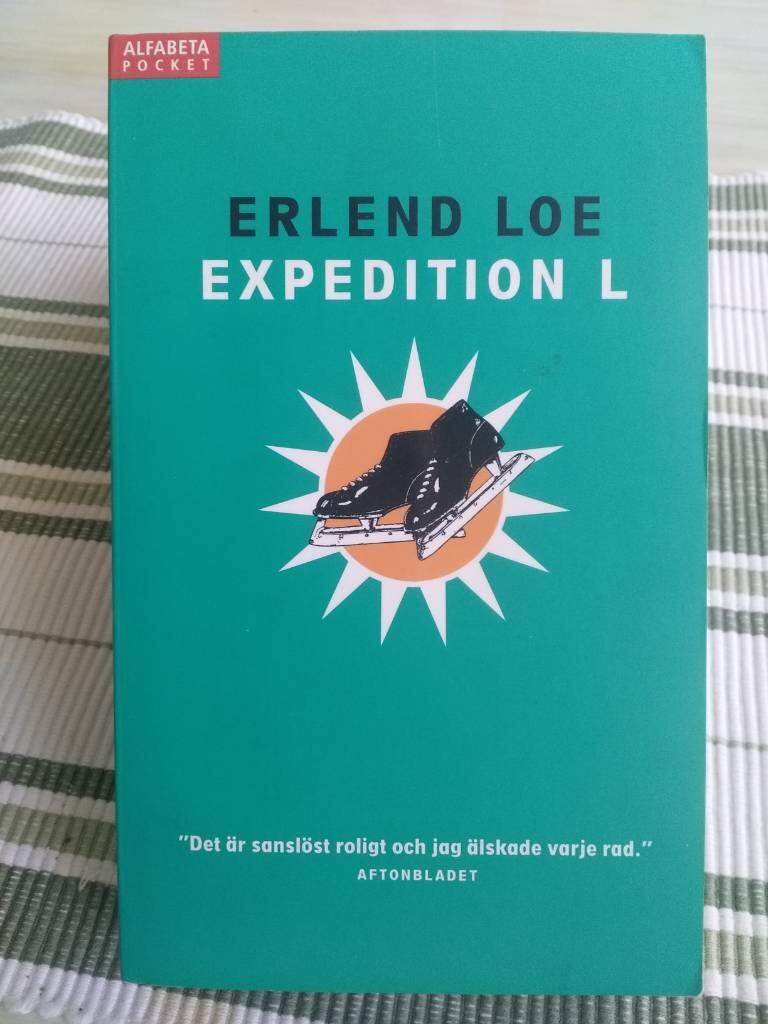 ALFABETA
POCKET
ERLEND LOE
EXPEDITION L
”Det är sanslöst roligt och jag älskade varje rad.”
AFTONBLADET